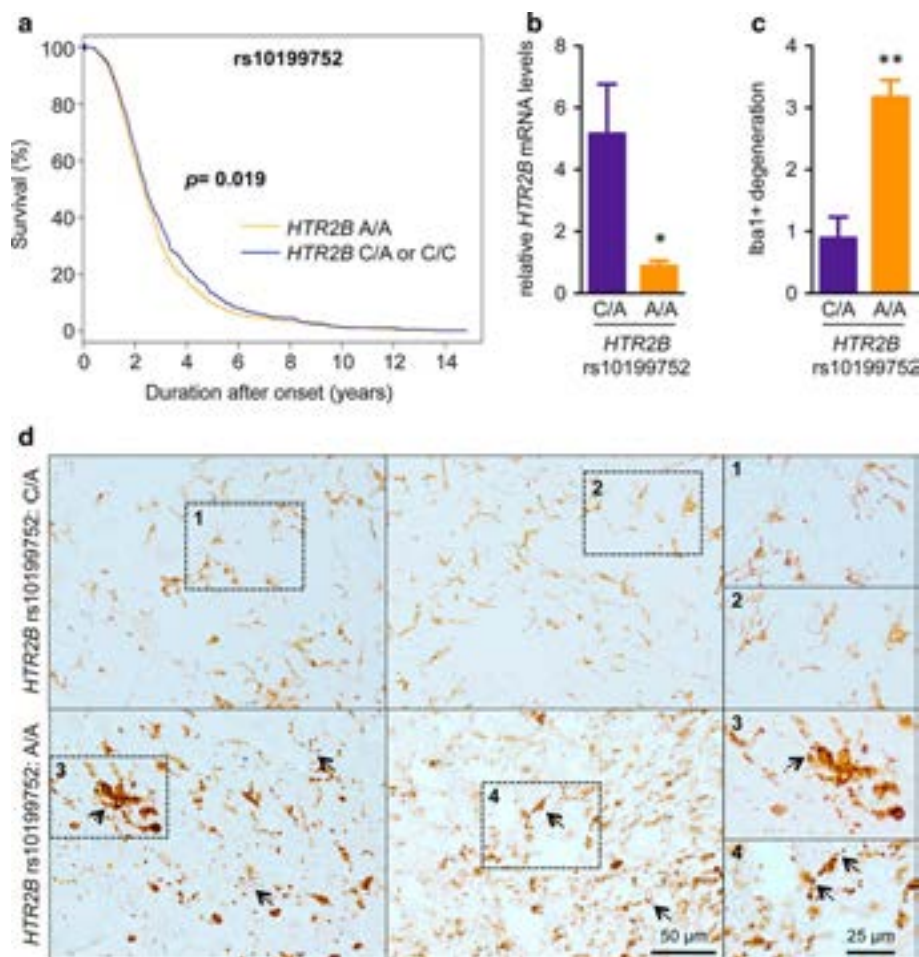 a
rs10199752
p= 0.019
HTR2B A/A
HTR2B C/A or C/C
Survival (%)
100
80
60
40
20
0
0 2 4 6 8 10 12 14
Duration after onset (years)
b
relative HTR2B mRNA levels
8
6
4
2
0
*
C/A A/A
HTR2B
rs10199752
c
Iba1+ degeneration
4
3
2
1
0
**
C/A A/A
HTR2B
rs10199752
d
HTR2B rs10199752: C/A
1
2
1
2
HTR2B rs10199752: A/A
3
4
50 µm
3
4
25 µm